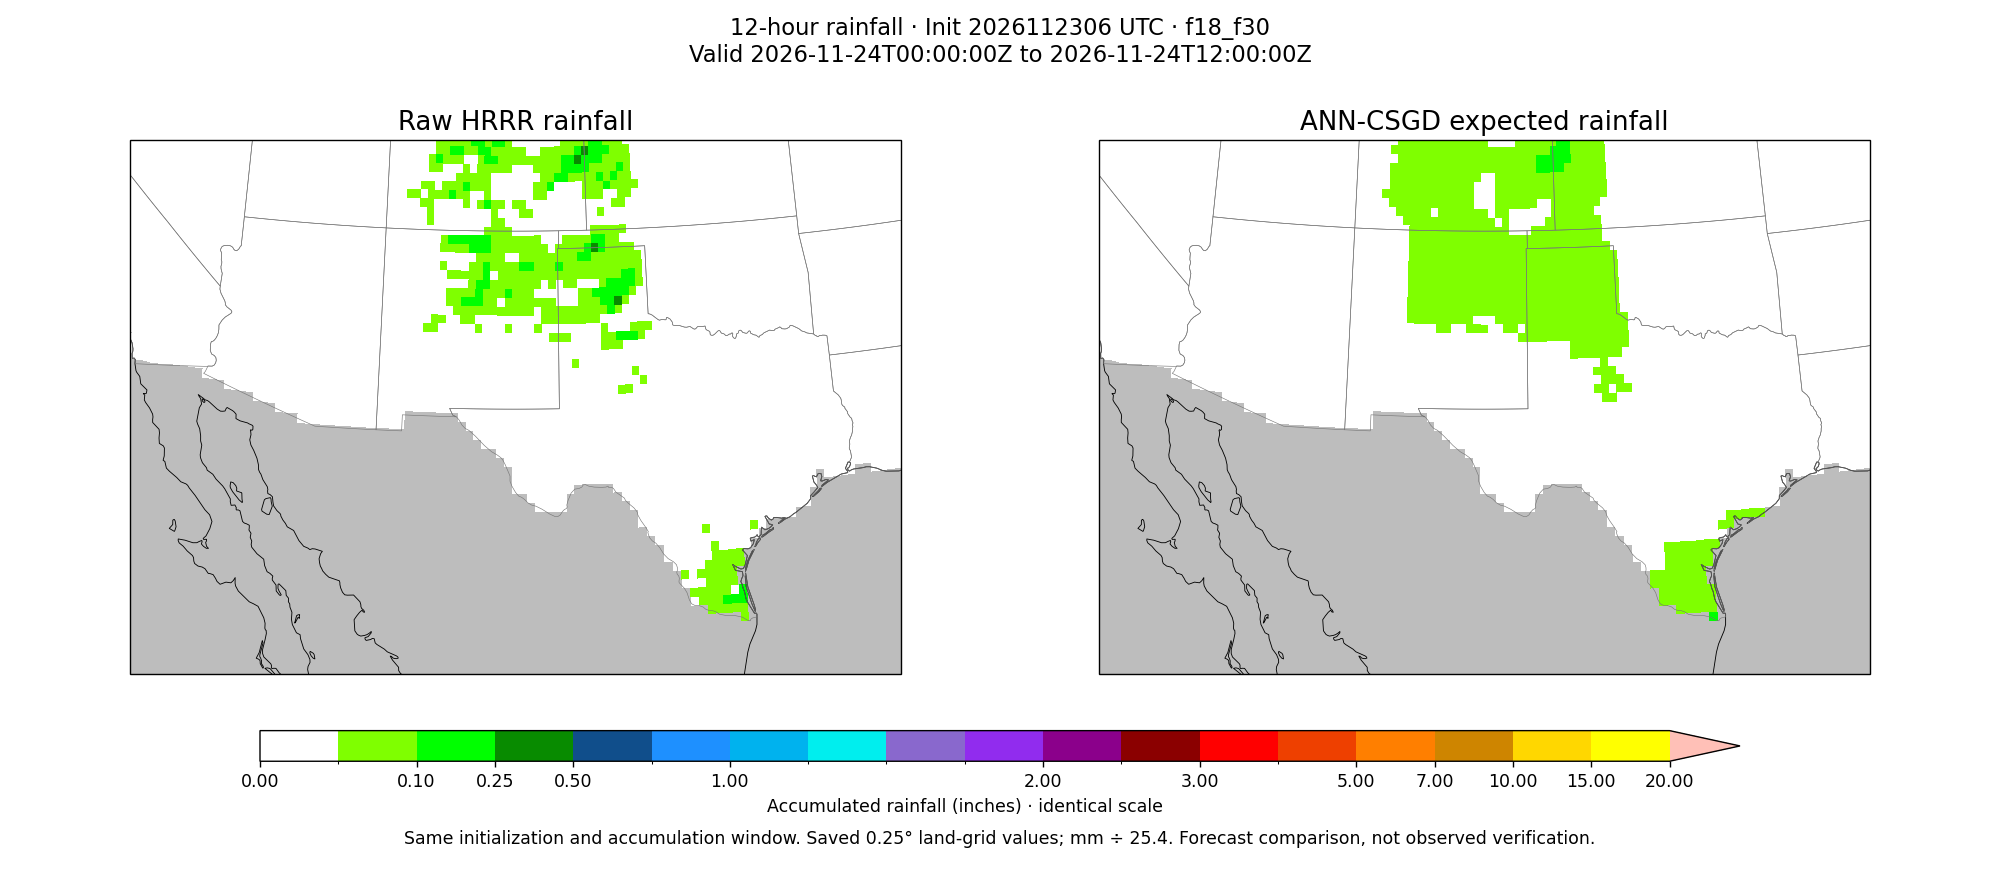 12-hour rainfall · Init 2026112306 UTC · f18_f30
Valid 2026-11-24T00:00:00Z to 2026-11-24T12:00:00Z
Raw HRRR rainfall
ANN-CSGD expected rainfall
0.00 0.10 0.25 0.50 1.00 2.00 3.00 5.00 7.00 10.00 15.00 20.00
Accumulated rainfall (inches) · identical scale
Same initialization and accumulation window. Saved 0.25° land-grid values; mm ÷ 25.4. Forecast comparison, not observed verification.